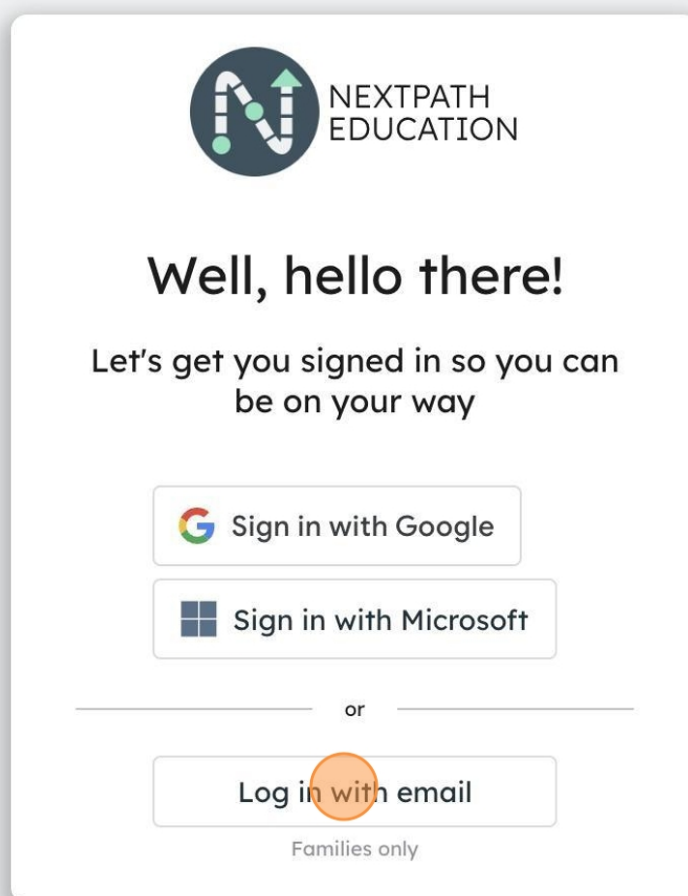 NEXTPATH
EDUCATION
Well, hello there!
Let's get you signed in so you can
be on your way
Sign in with Google
Sign in with Microsoft
or
Log in with email
Families only